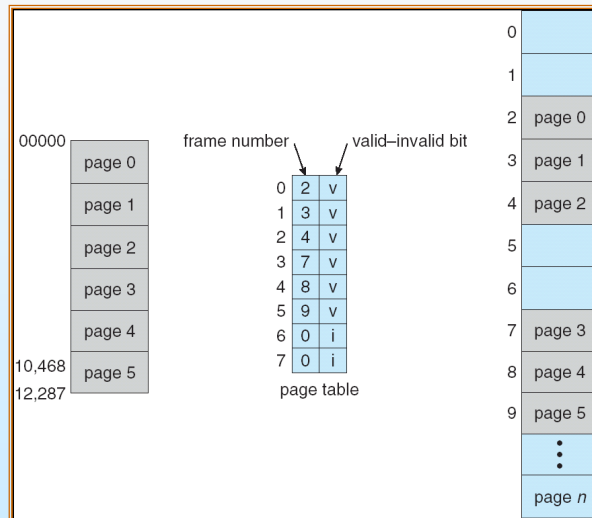 00000
page 0
page 1
page 2
page 3
page 4
10,468
page 5
12,287
frame number
valid–invalid bit
0 2 v
1 3 v
2 4 v
3 7 v
4 8 v
5 9 v
6 0 i
7 0 i
page table
0
1
2 page 0
3 page 1
4 page 2
5
6
7 page 3
8 page 4
9 page 5
page n